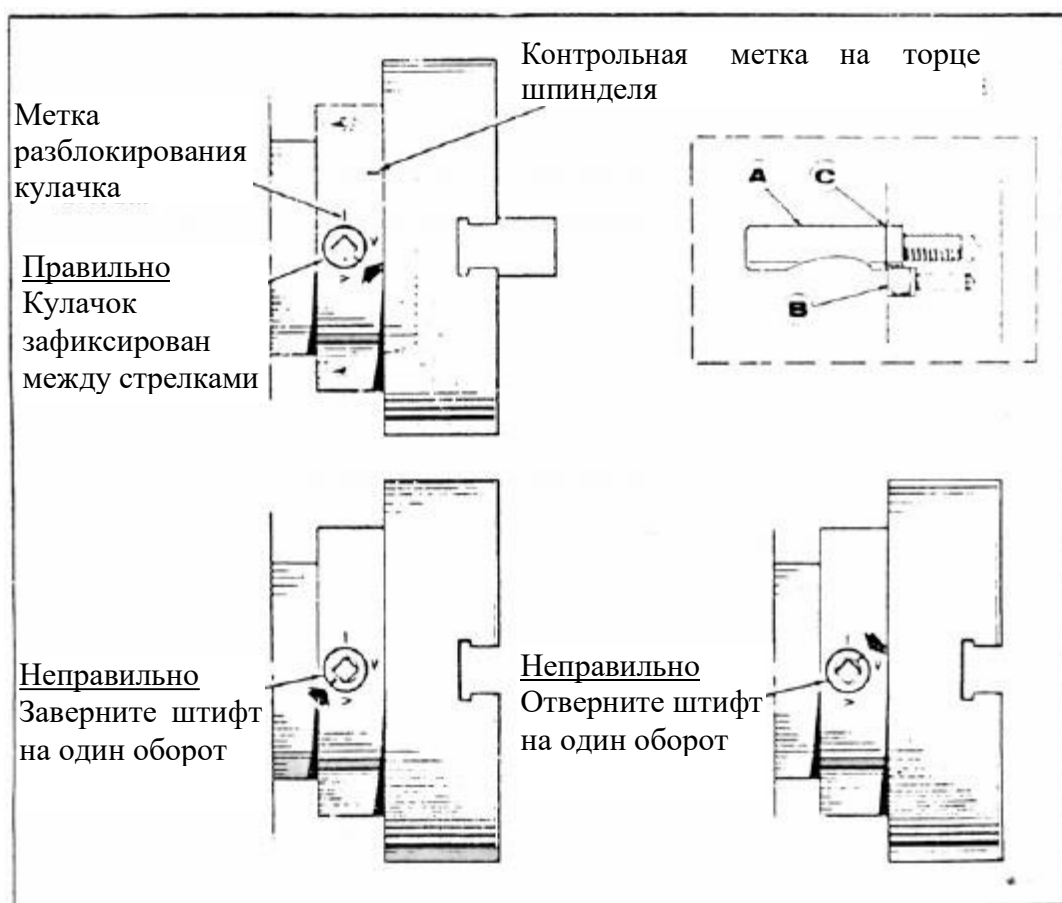 Контрольная метка на торце
шпинделя
Метка
разблокирования
кулачка
A C
B
Правильно
Кулачок
зафиксирован
между стрелками
Неправильно
Заверните штифт
на один оборот
Неправильно
Отверните штифт
на один оборот